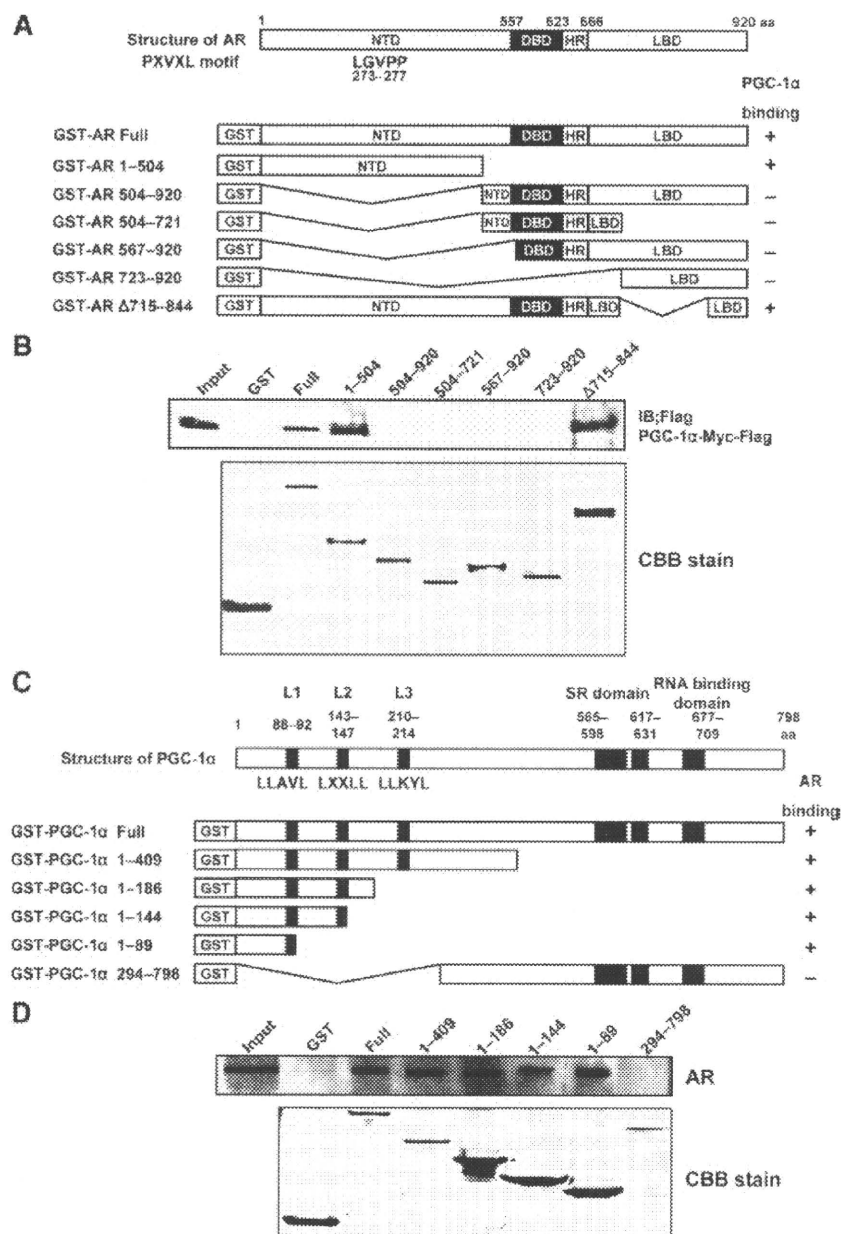 A
1 557 623 666 920 aa
Structure of AR NTD DBD HR LBD
PXVXL motif LGVPP
273–277
PGC-1α
binding
GST-AR Full GST NTD DBD HR LBD +
GST-AR 1–504 GST NTD +
GST-AR 504–920 GST NTD DBD HR LBD –
GST-AR 504–721 GST NTD DBD HR LBD –
GST-AR 567–920 GST DBD HR LBD –
GST-AR 723–920 GST LBD –
GST-AR Δ715–844 GST NTD DBD HR LBD LBD +
B
Input GST Full 1–504 504–920 504–721 567–920 723–920 Δ715–844
IB;Flag
PGC-1α-Myc-Flag
CBB stain
C
L1 L2 L3 SR domain RNA binding
domain
1 88–92 143–147 210–214 565–598 617–631 677–709 798
aa
Structure of PGC-1α
LLAVL LXXLL LLKYL
AR
binding
GST-PGC-1α Full GST +
GST-PGC-1α 1–409 GST +
GST-PGC-1α 1–186 GST +
GST-PGC-1α 1–144 GST +
GST-PGC-1α 1–89 GST +
GST-PGC-1α 294–798 GST –
D
Input GST Full 1–409 1–186 1–144 1–89 294–798
AR
CBB stain